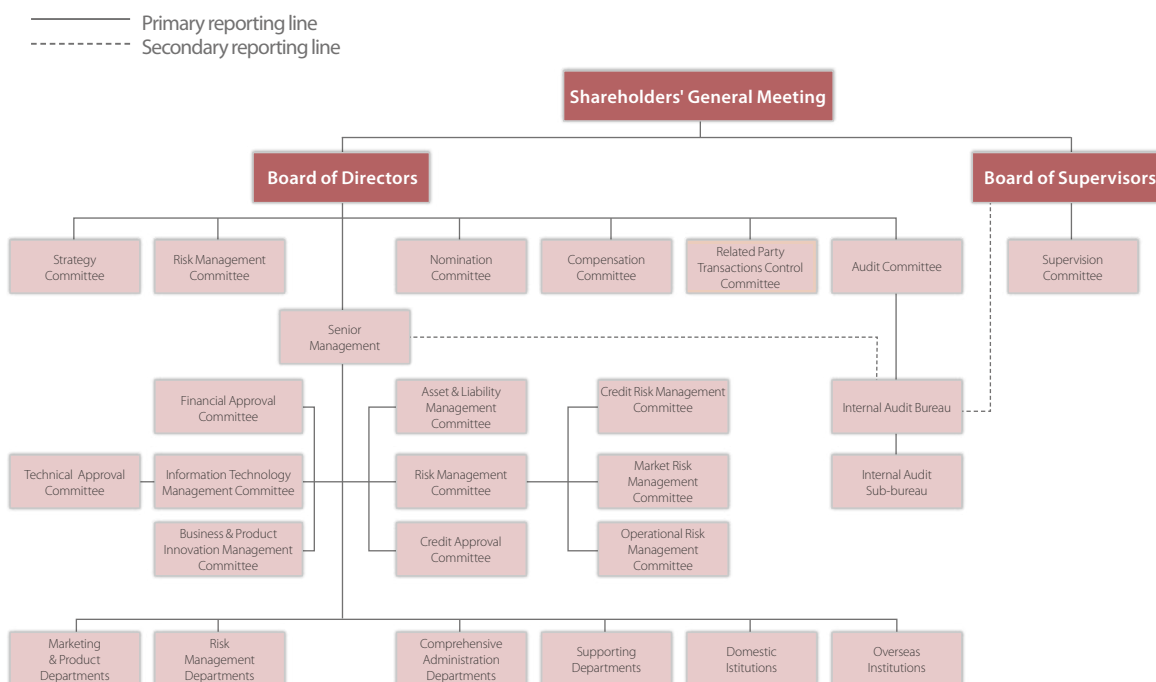 Primary reporting line
Secondary reporting line
Shareholders' General Meeting
Board of Directors
Board of Supervisors
Strategy
Committee
Risk Management
Committee
Nomination
Committee
Compensation
Committee
Related Party
Transactions Control
Committee
Audit Committee
Supervision
Committee
Senior
Management
Financial Approval
Committee
Asset & Liability
Management
Committee
Credit Risk Management
Committee
Internal Audit Bureau
Technical Approval
Committee
Information Technology
Management Committee
Risk Management
Committee
Market Risk
Management
Committee
Internal Audit
Sub-bureau
Business & Product
Innovation Management
Committee
Credit Approval
Committee
Operational Risk
Management
Committee
Marketing
& Product
Departments
Risk
Management
Departments
Comprehensive
Administration
Departments
Supporting
Departments
Domestic
Istitutions
Overseas
Institutions